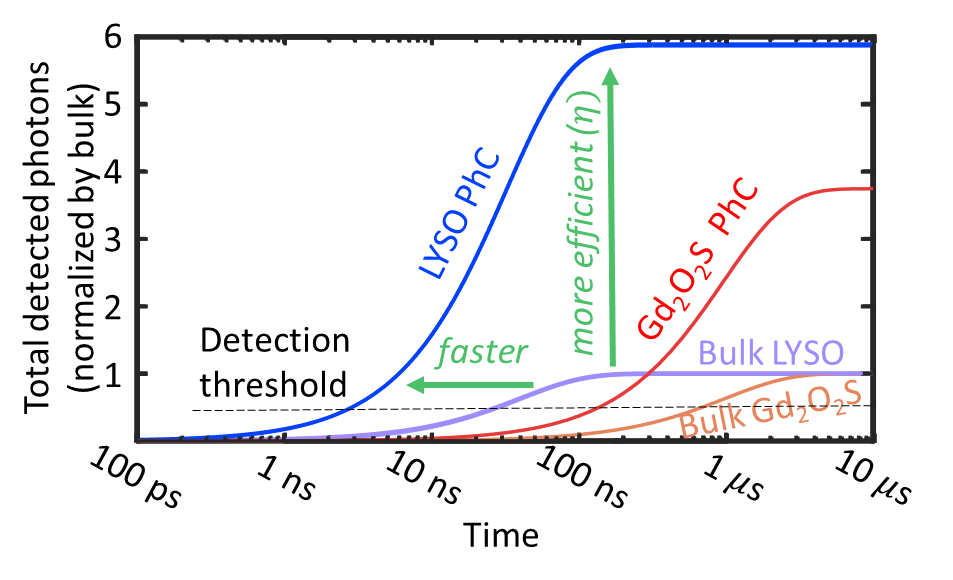 Total detected photons
(normalized by bulk)
6
5
4
3
2
1
LYSO PhC
more efficient (η)
Gd₂O₂S PhC
Detection
threshold
faster
Bulk LYSO
Bulk Gd₂O₂S
100 ps
1 ns
10 ns
100 ns
1 μs
10 μs
Time